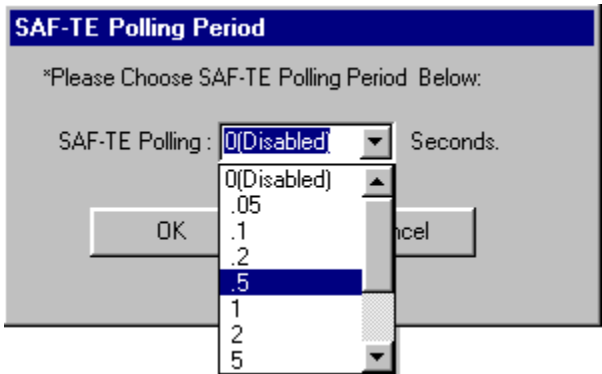 SAF-TE Polling Period
*Please Choose SAF-TE Polling Period Below:
SAF-TE Polling : 0(Disabled) Seconds.
0(Disabled)
.05
.1
OK ncel
.2
.5
1
2
5